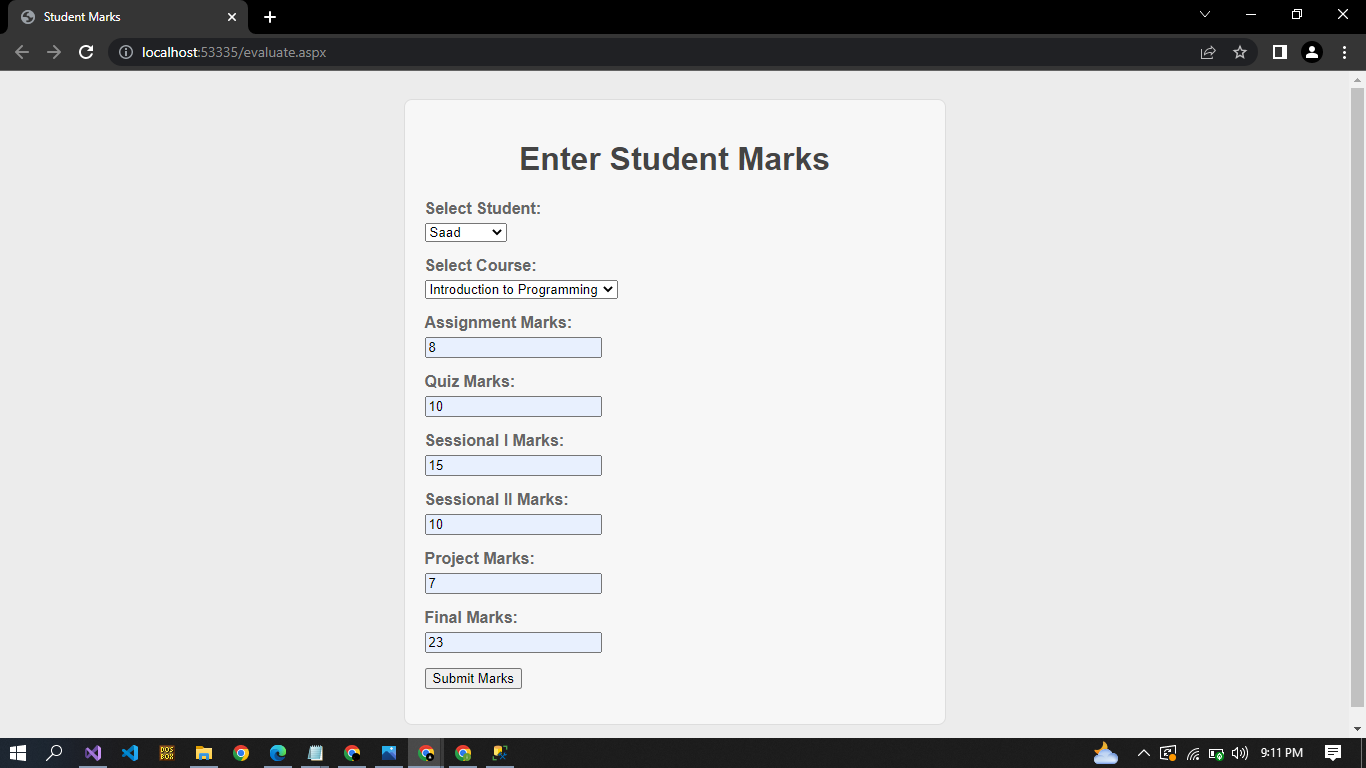 Student Marks
localhost:53335/evaluate.aspx
Enter Student Marks
Select Student:
Saad
Select Course:
Introduction to Programming
Assignment Marks:
8
Quiz Marks:
10
Sessional I Marks:
15
Sessional II Marks:
10
Project Marks:
7
Final Marks:
23
Submit Marks
DOS
BOX
9:11 PM